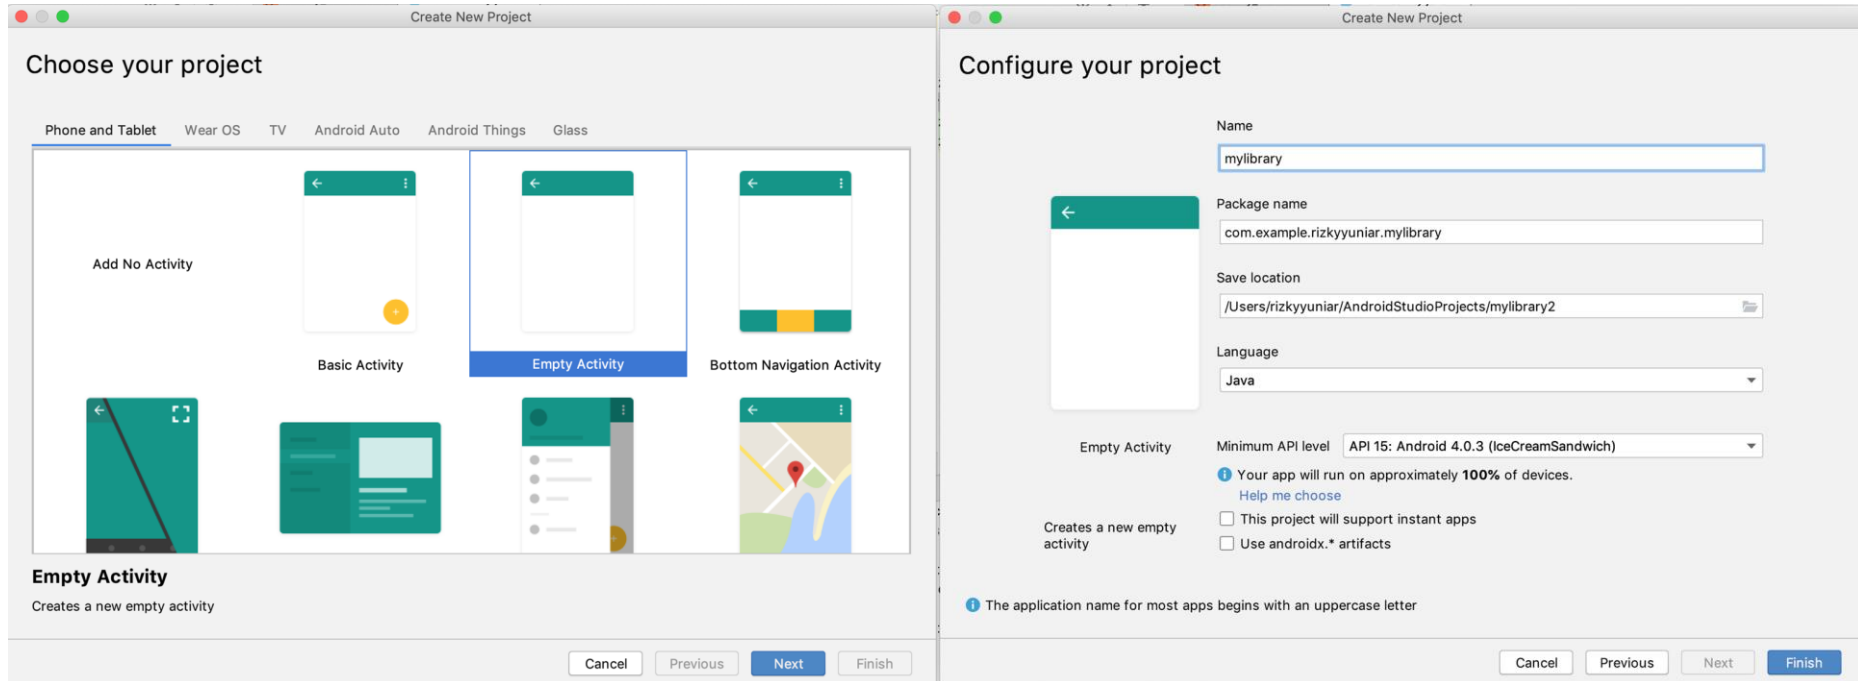 Create New Project
Choose your project
Phone and Tablet Wear OS TV Android Auto Android Things Glass
Add No Activity
Basic Activity
Empty Activity
Bottom Navigation Activity
Empty Activity
Creates a new empty activity
Cancel Previous Next Finish
Create New Project
Configure your project
Name
mylibrary
Package name
com.example.rizkyyuniar.mylibrary
Save location
/Users/rizkyyuniar/AndroidStudioProjects/mylibrary2
Language
Java
Empty Activity
Minimum API level API 15: Android 4.0.3 (IceCreamSandwich)
Your app will run on approximately 100% of devices.
Help me choose
Creates a new empty
activity
This project will support instant apps
Use androidx.* artifacts
The application name for most apps begins with an uppercase letter
Cancel Previous Next Finish